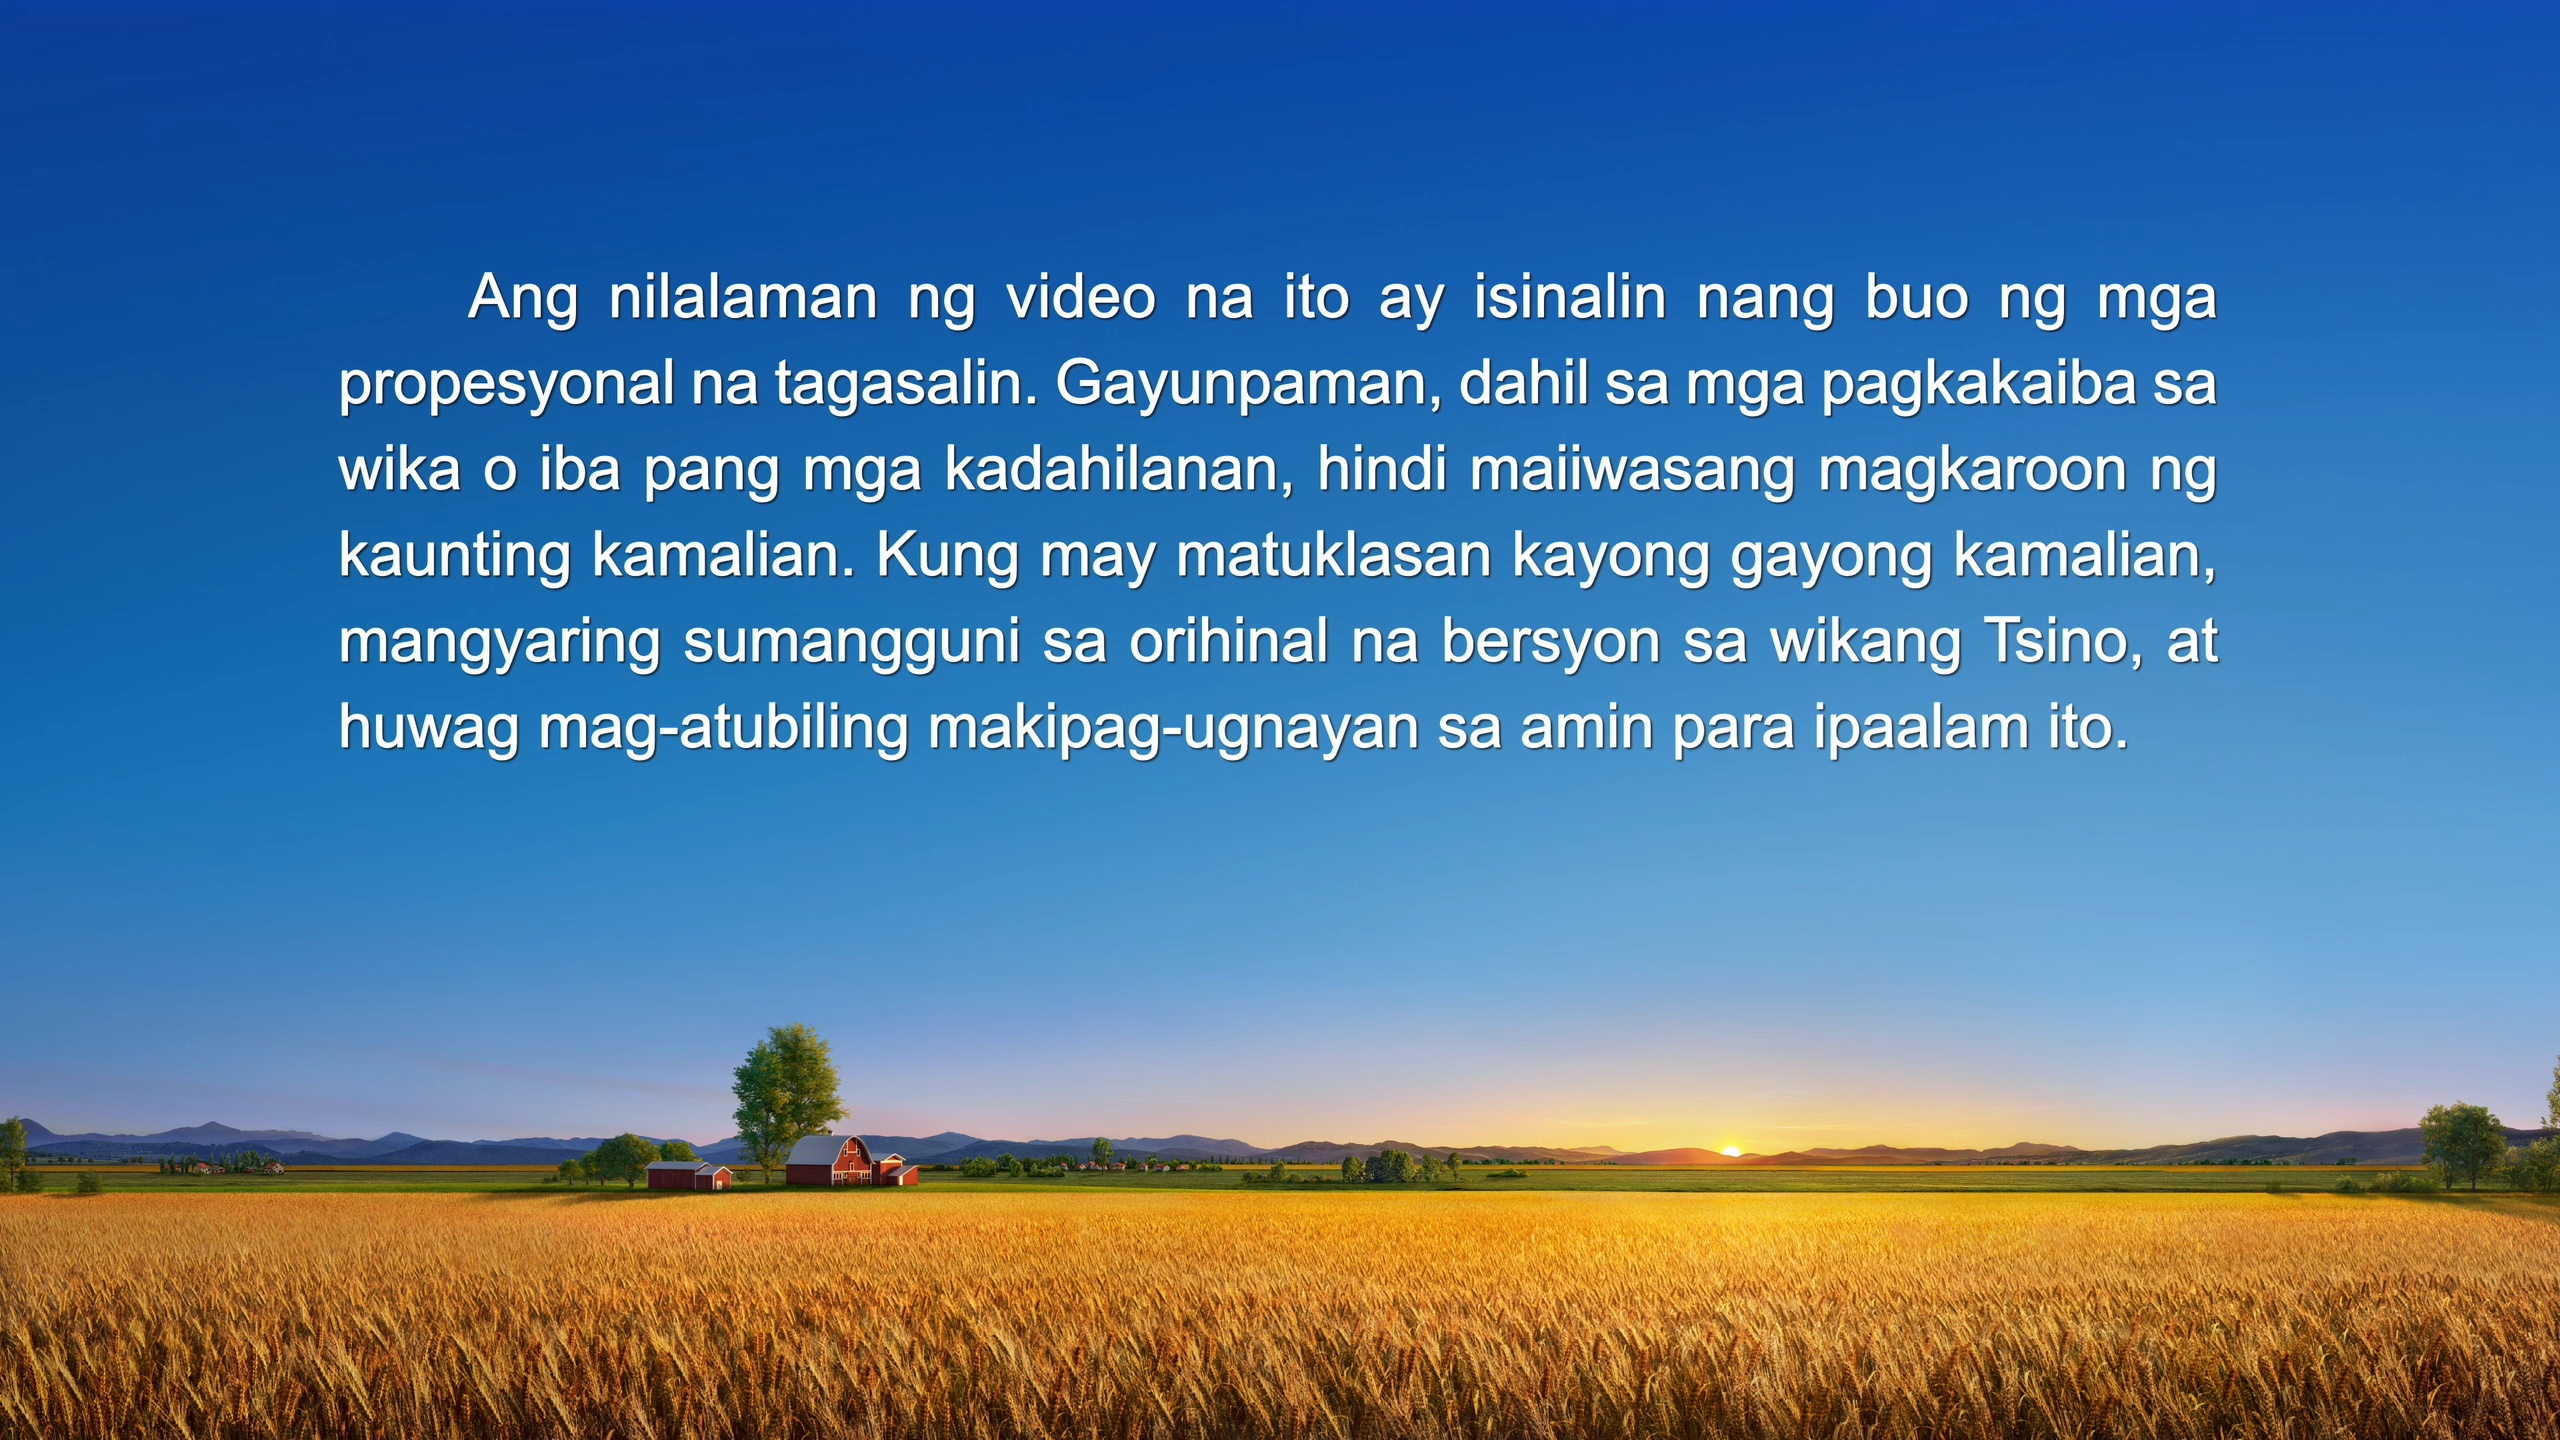 Ang nilalaman ng video na ito ay isinalin nang buo ng mga
propesyonal na tagasalin. Gayunpaman, dahil sa mga pagkakaiba sa
wika o iba pang mga kadahilanan, hindi maiiwasang magkaroon ng
kaunting kamalian. Kung may matuklasan kayong gayong kamalian,
mangyaring sumangguni sa orihinal na bersyon sa wikang Tsino, at
huwag mag-atubiling makipag-ugnayan sa amin para ipaalam ito.